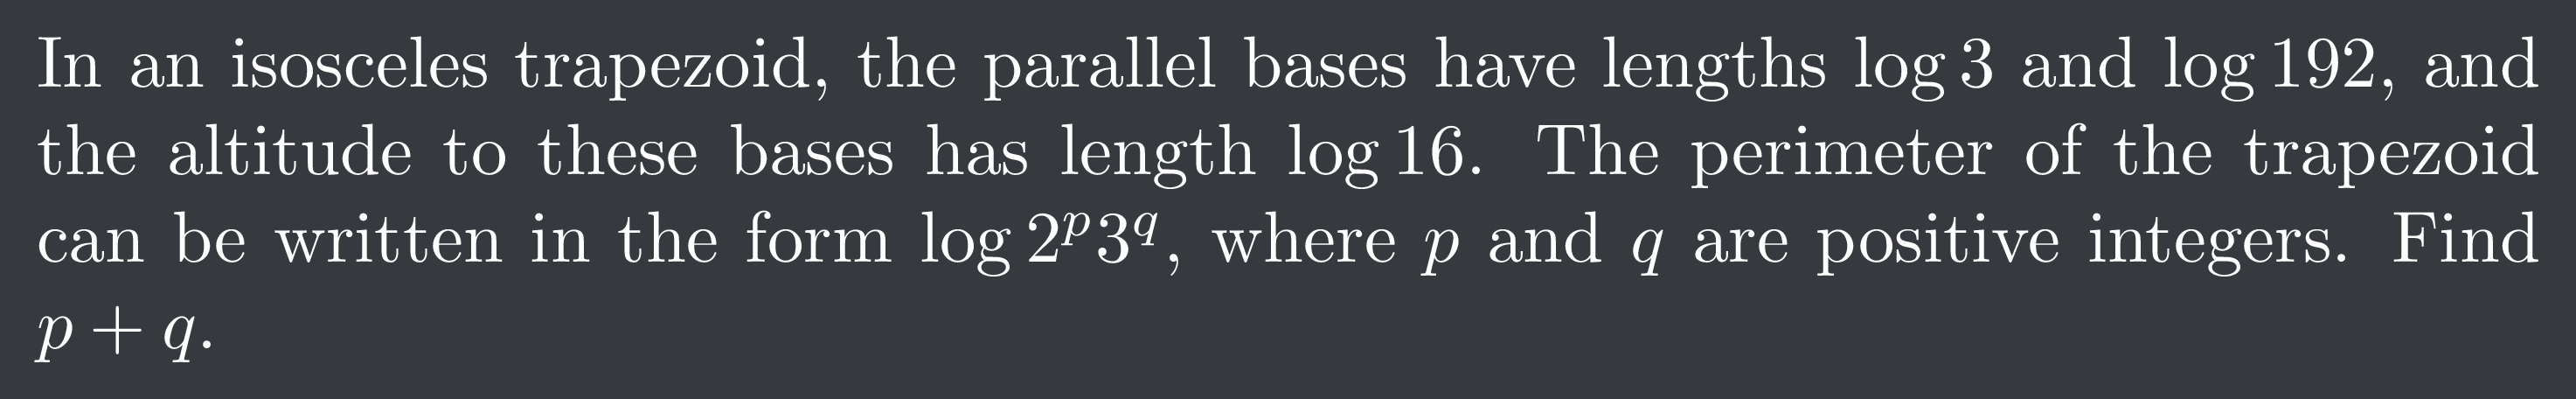 In an isosceles trapezoid, the parallel bases have lengths log 3 and log 192, and
the altitude to these bases has length log 16. The perimeter of the trapezoid
can be written in the form log 2^p 3^q, where p and q are positive integers. Find
p + q.